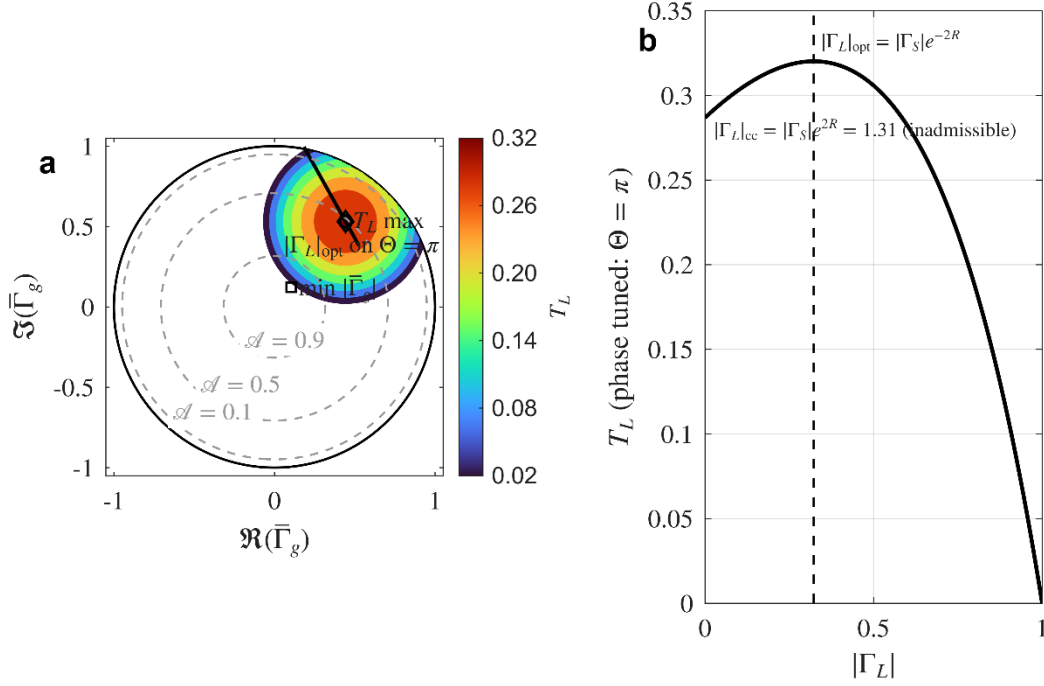 a
1
0.5
0
-0.5
-1
-1
0
1
ℑ(Γ̅_g)
ℜ(Γ̅_g)
T_L max
|Γ_L|_opt on Θ = π
min |Γ̅_g|
𝒜 = 0.9
𝒜 = 0.5
𝒜 = 0.1
0.32
0.26
0.20
0.14
0.08
0.02
T_L
b
0.35
0.3
0.25
0.2
0.15
0.1
0.05
0
0
0.5
1
T_L (phase tuned: Θ = π)
|Γ_L|
|Γ_L|_opt = |Γ_S|e^{-2R}
|Γ_L|_cc = |Γ_S|e^{2R} = 1.31 (inadmissible)